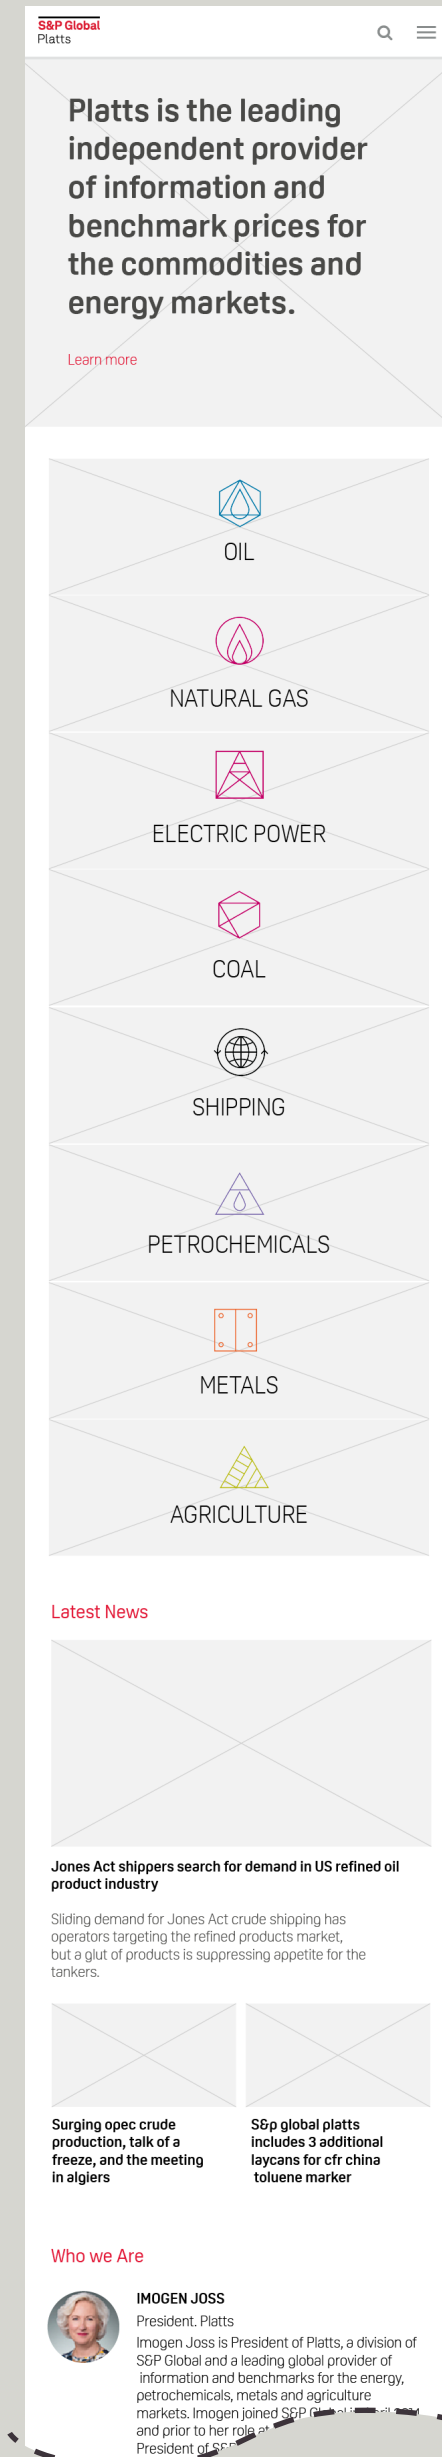 S&P Global
Platts
Platts is the leading
independent provider
of information and
benchmark prices for
the commodities and
energy markets.
Learn more
OIL
NATURAL GAS
ELECTRIC POWER
COAL
SHIPPING
PETROCHEMICALS
METALS
AGRICULTURE
Latest News
Jones Act shippers search for demand in US refined oil
product industry
Sliding demand for Jones Act crude shipping has
operators targeting the refined products market,
but a glut of products is suppressing appetite for the
tankers.
Surging opec crude
production, talk of a
freeze, and the meeting
in algiers
S&p global platts
includes 3 additional
laycans for cfr china
toluene marker
Who we Are
IMOGEN JOSS
President. Platts
Imogen Joss is President of Platts, a division of
S&P Global and a leading global provider of
information and benchmarks for the energy,
petrochemicals, metals and agriculture
markets. Imogen joined S&P Global in April 2014
and prior to her role at
President of